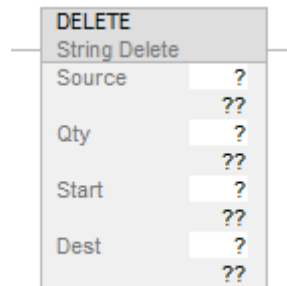 DELETE
String Delete
Source ?
??
Qty ?
??
Start ?
??
Dest ?
??